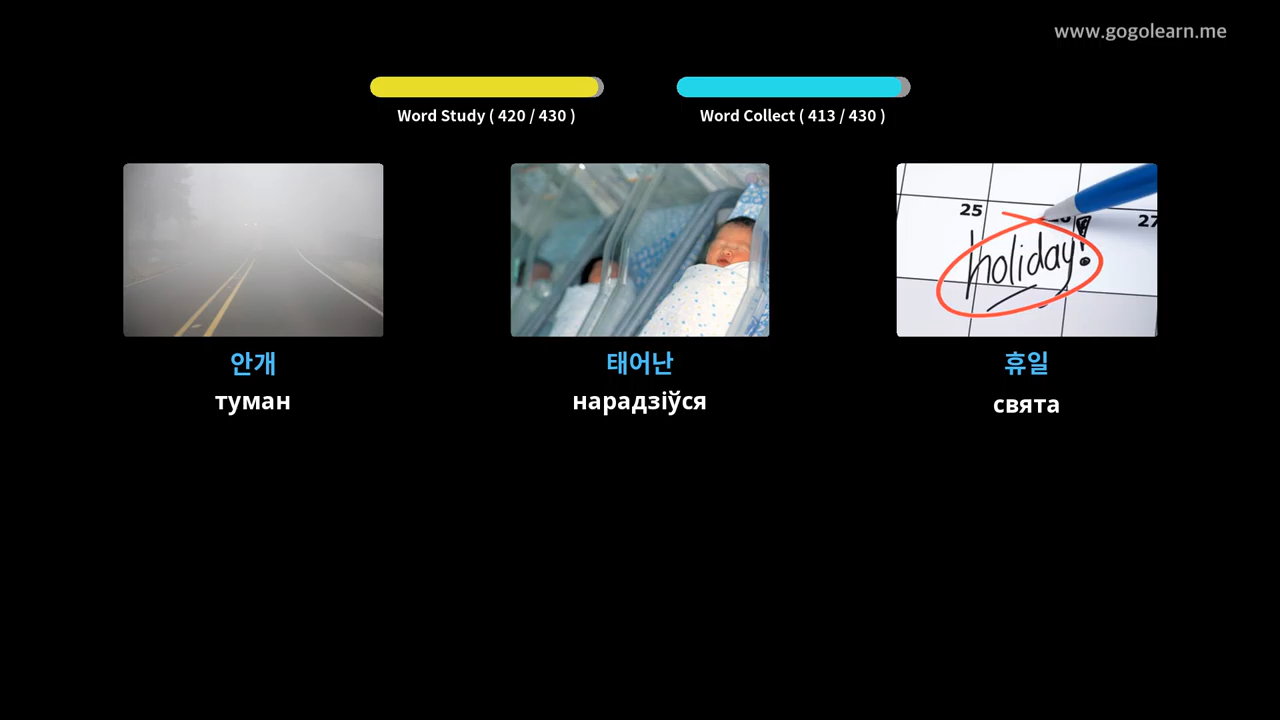 www.gogolearn.me
Word Study ( 420 / 430 )
Word Collect ( 413 / 430 )
25
27
holiday!
안개
태어난
휴일
туман
нарадзіўся
свята